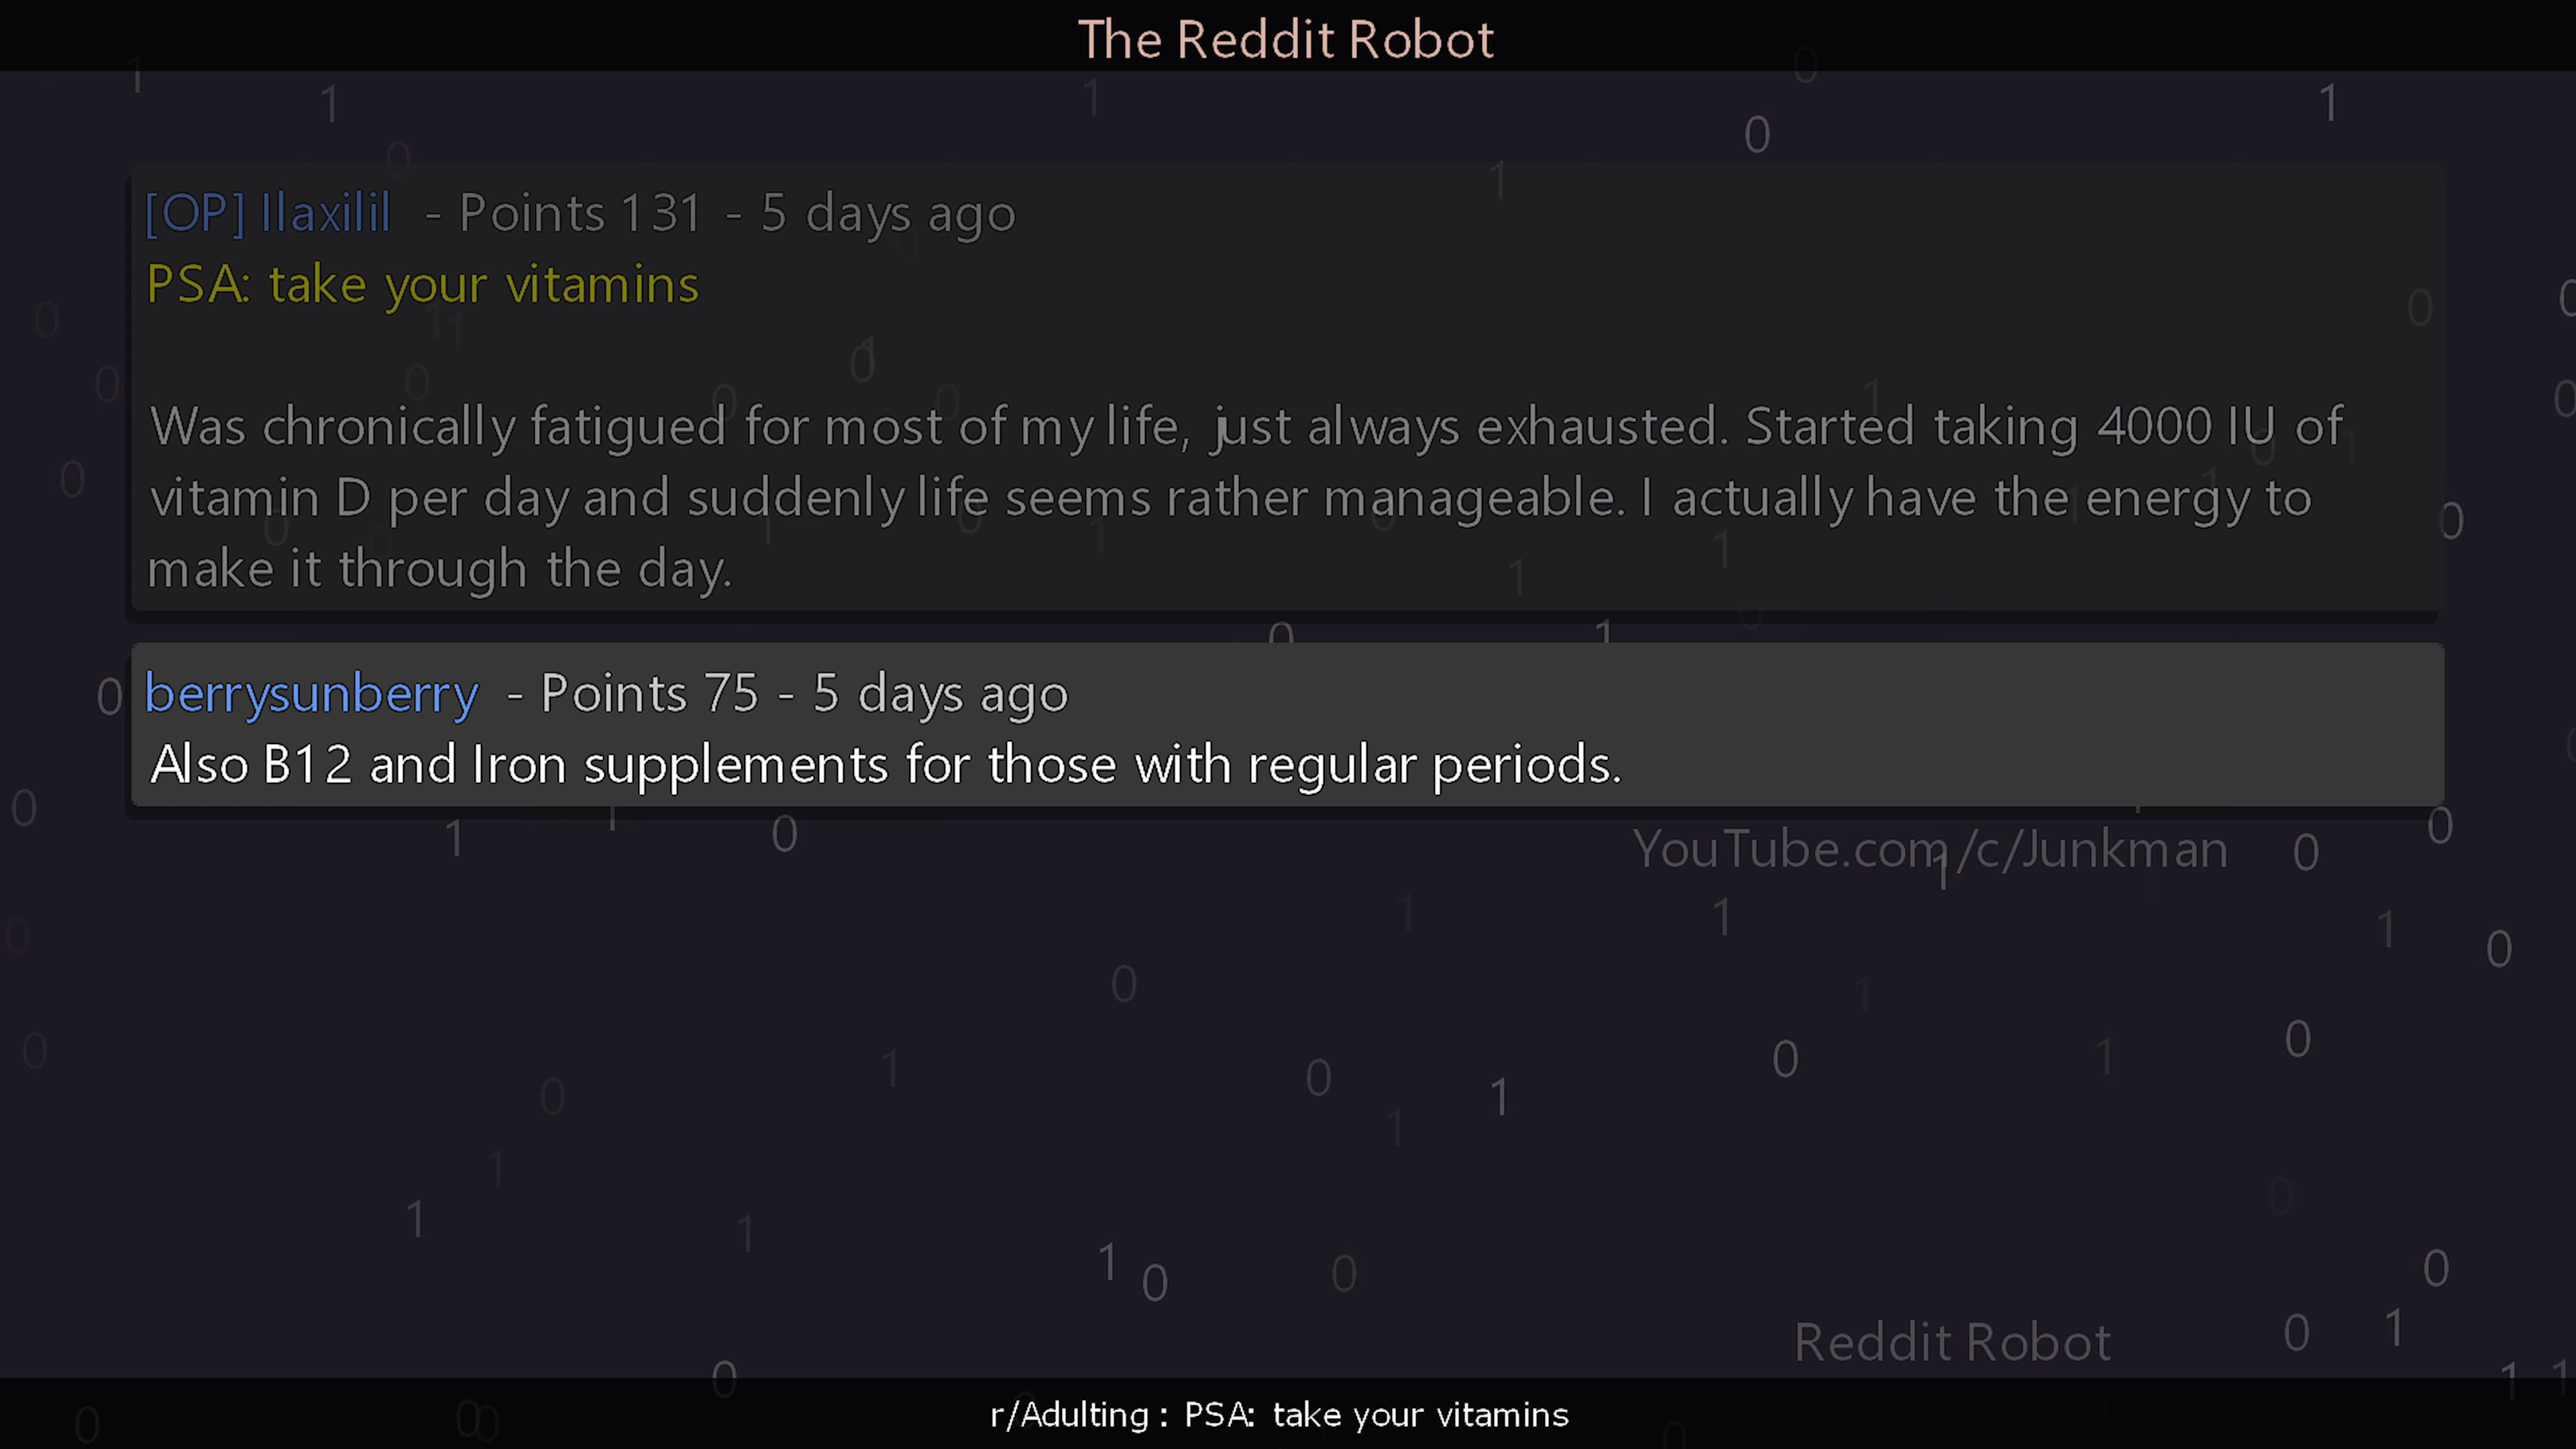 The Reddit Robot
[OP] Ilaxilil - Points 131 - 5 days ago
PSA: take your vitamins
Was chronically fatigued for most of my life, just always exhausted. Started taking 4000 IU of
vitamin D per day and suddenly life seems rather manageable. I actually have the energy to
make it through the day.
berrysunberry - Points 75 - 5 days ago
Also B12 and Iron supplements for those with regular periods.
YouTube.com/c/Junkman
Reddit Robot
r/Adulting : PSA: take your vitamins